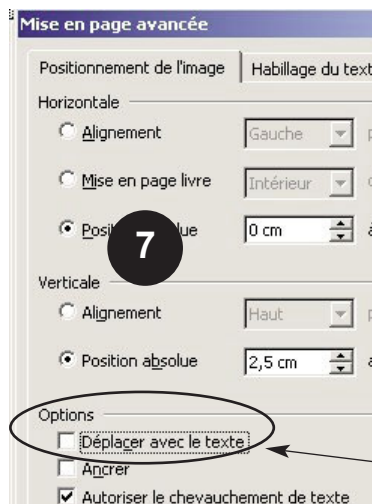 Mise en page avancée
Positionnement de l'image Habillage du text
Horizontale
Alignement Gauche
Mise en page livre Intérieur
Posi lue 0 cm à
7
Verticale
Alignement Haut
Position absolue 2,5 cm
Options
Déplacer avec le texte
Ancrer
Autoriser le chevauchement de texte